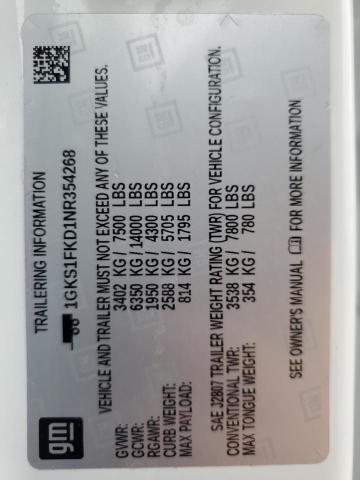 gm
TRAILERING INFORMATION
1GKS1FKD1NR354268
VEHICLE AND TRAILER MUST NOT EXCEED ANY OF THESE VALUES.
GVWR: 3402 KG / 7500 LBS
GCWR: 6350 KG / 14000 LBS
RGAWR: 1950 KG / 4300 LBS
CURB WEIGHT: 2588 KG / 5705 LBS
MAX PAYLOAD: 814 KG / 1795 LBS
SAE J2807 TRAILER WEIGHT RATING (TWR) FOR VEHICLE CONFIGURATION.
CONVENTIONAL TWR: 3538 KG / 7800 LBS
MAX TONGUE WEIGHT: 354 KG / 780 LBS
SEE OWNER'S MANUAL FOR MORE INFORMATION